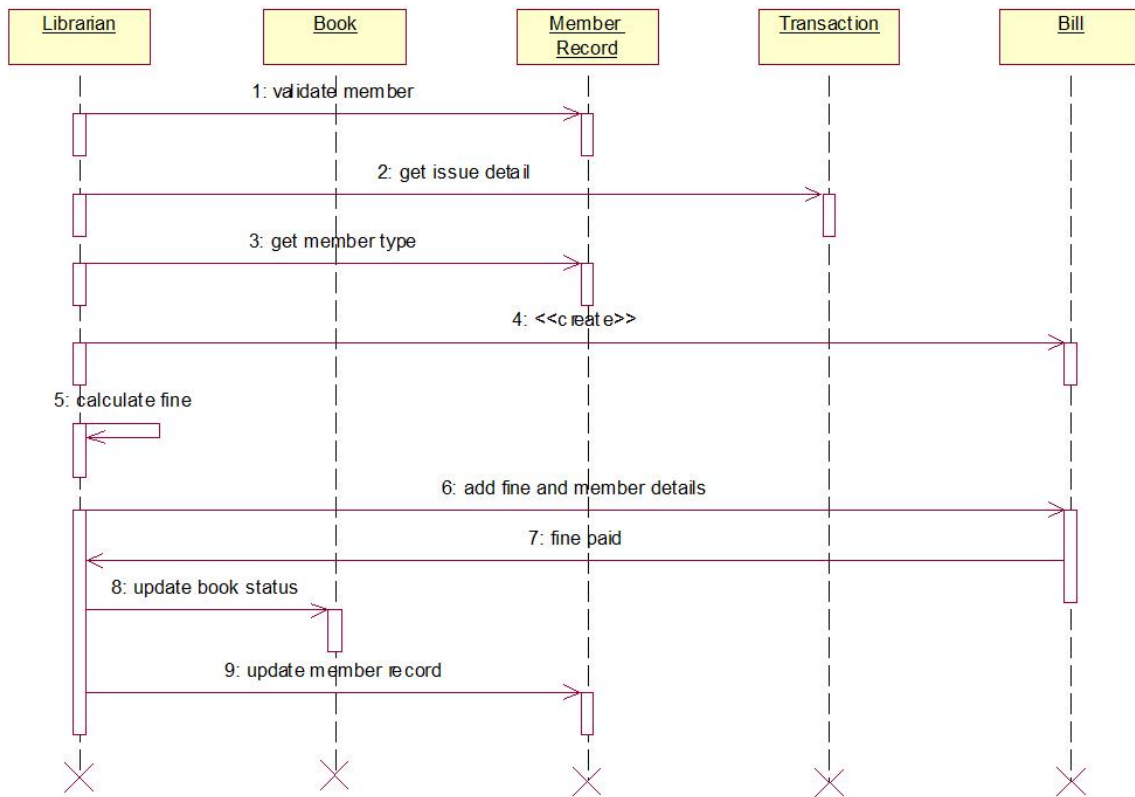 Librarian
Book
Member
Record
Transaction
Bill
1: validate member
2: get issue detail
3: get member type
4: <<create>>
5: calculate fine
6: add fine and member details
7: fine paid
8: update book status
9: update member record